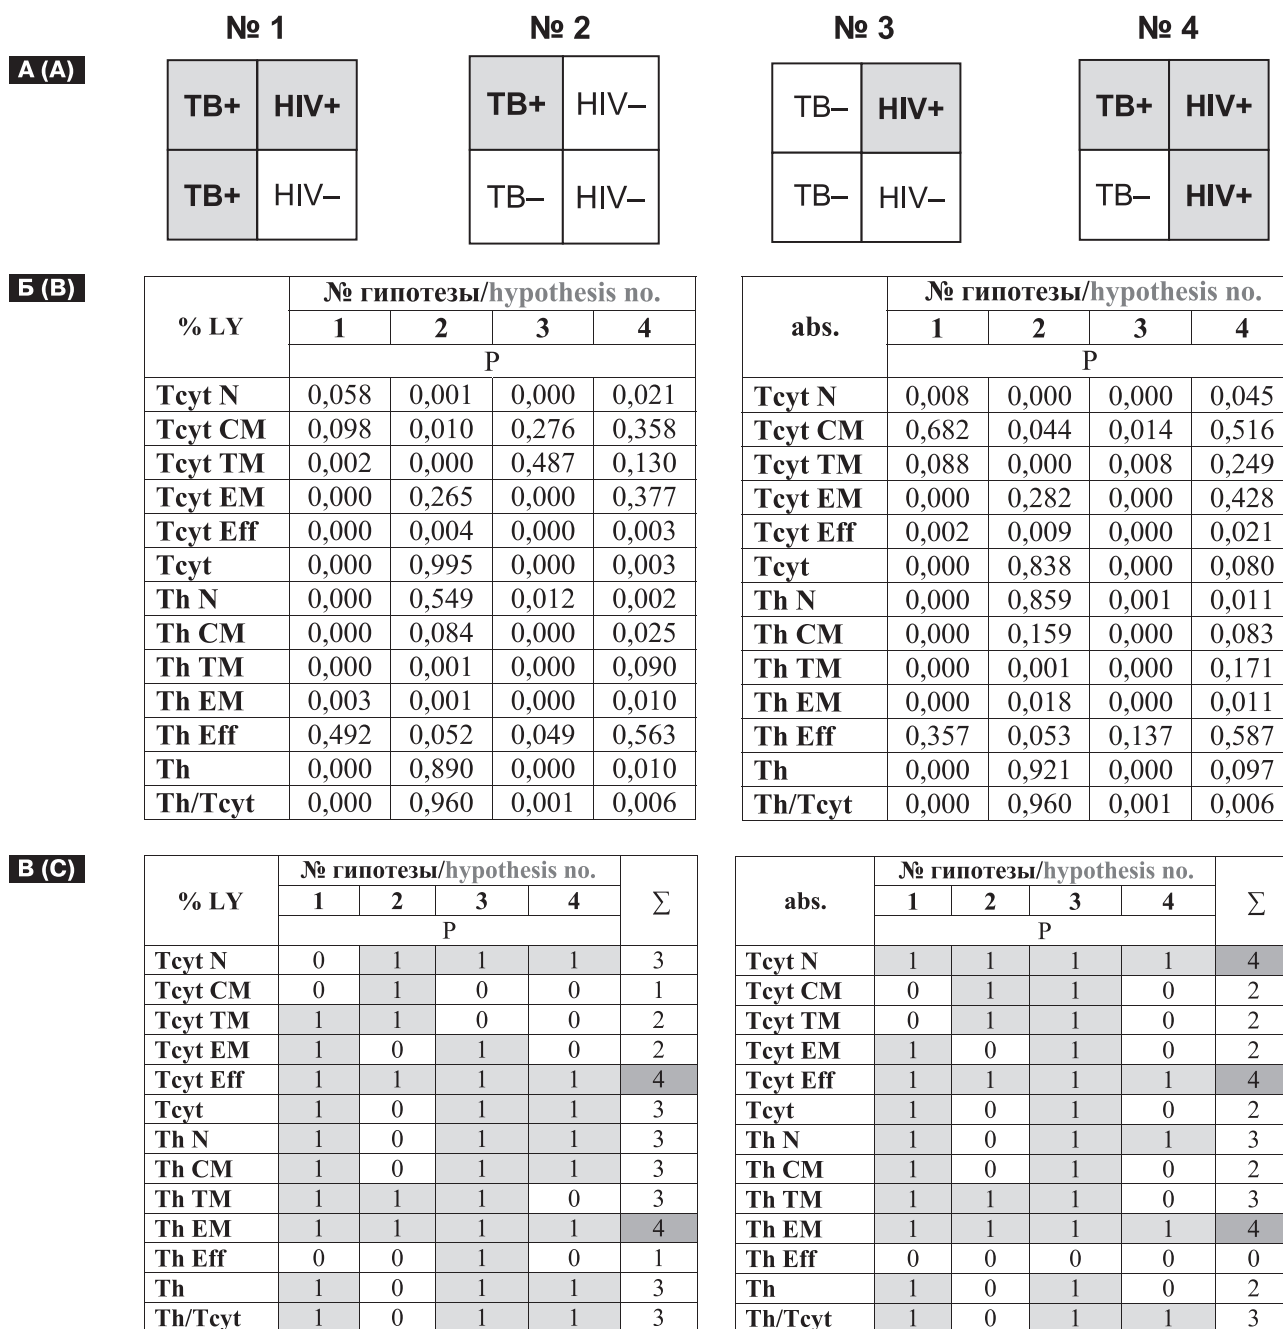 № 1 № 2 № 3 № 4
А (A)
TB+ HIV+ TB+ HIV– TB– HIV+ TB+ HIV+
TB+ HIV– TB– HIV– TB– HIV– TB– HIV+
Б (B)
№ гипотезы/hypothesis no.
% LY 1 2 3 4
P
Tcyt N 0,058 0,001 0,000 0,021
Tcyt CM 0,098 0,010 0,276 0,358
Tcyt TM 0,002 0,000 0,487 0,130
Tcyt EM 0,000 0,265 0,000 0,377
Tcyt Eff 0,000 0,004 0,000 0,003
Tcyt 0,000 0,995 0,000 0,003
Th N 0,000 0,549 0,012 0,002
Th CM 0,000 0,084 0,000 0,025
Th TM 0,000 0,001 0,000 0,090
Th EM 0,003 0,001 0,000 0,010
Th Eff 0,492 0,052 0,049 0,563
Th 0,000 0,890 0,000 0,010
Th/Tcyt 0,000 0,960 0,001 0,006
№ гипотезы/hypothesis no.
abs. 1 2 3 4
P
Tcyt N 0,008 0,000 0,000 0,045
Tcyt CM 0,682 0,044 0,014 0,516
Tcyt TM 0,088 0,000 0,008 0,249
Tcyt EM 0,000 0,282 0,000 0,428
Tcyt Eff 0,002 0,009 0,000 0,021
Tcyt 0,000 0,838 0,000 0,080
Th N 0,000 0,859 0,001 0,011
Th CM 0,000 0,159 0,000 0,083
Th TM 0,000 0,001 0,000 0,171
Th EM 0,000 0,018 0,000 0,011
Th Eff 0,357 0,053 0,137 0,587
Th 0,000 0,921 0,000 0,097
Th/Tcyt 0,000 0,960 0,001 0,006
В (C)
№ гипотезы/hypothesis no.
% LY 1 2 3 4 ∑
P
Tcyt N 0 1 1 1 3
Tcyt CM 0 1 0 0 1
Tcyt TM 1 1 0 0 2
Tcyt EM 1 0 1 0 2
Tcyt Eff 1 1 1 1 4
Tcyt 1 0 1 1 3
Th N 1 0 1 1 3
Th CM 1 0 1 1 3
Th TM 1 1 1 0 3
Th EM 1 1 1 1 4
Th Eff 0 0 1 0 1
Th 1 0 1 1 3
Th/Tcyt 1 0 1 1 3
№ гипотезы/hypothesis no.
abs. 1 2 3 4 ∑
P
Tcyt N 1 1 1 1 4
Tcyt CM 0 1 1 0 2
Tcyt TM 0 1 1 0 2
Tcyt EM 1 0 1 0 2
Tcyt Eff 1 1 1 1 4
Tcyt 1 0 1 0 2
Th N 1 0 1 1 3
Th CM 1 0 1 0 2
Th TM 1 1 1 0 3
Th EM 1 1 1 1 4
Th Eff 0 0 0 0 0
Th 1 0 1 0 2
Th/Tcyt 1 0 1 1 3